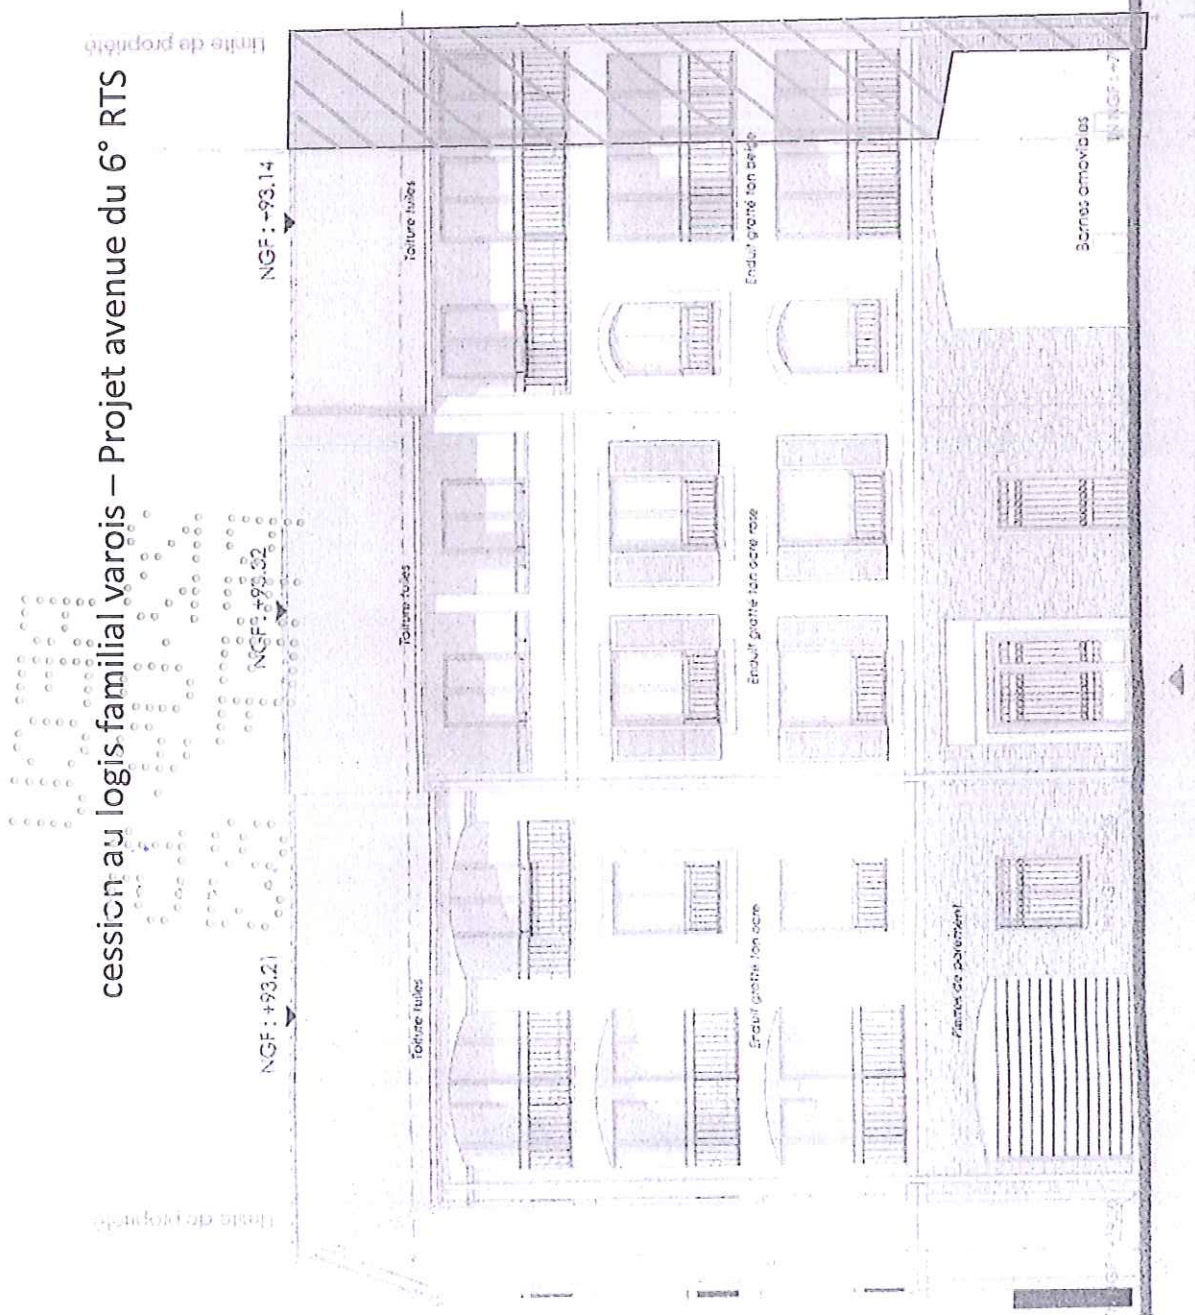 cession au logis familial varois – Projet avenue du 6° RTS
Limite de propriété
Limite de propriété
NGF : +93.21
NGF : +93.32
NGF : +93.14
Toiture tuiles
Toiture tuiles
Toiture tuiles
Enduit gratté ton ocre
Enduit gratté ton ocre rose
Enduit gratté ton beige
Pierres de parement
Barrières amovibles